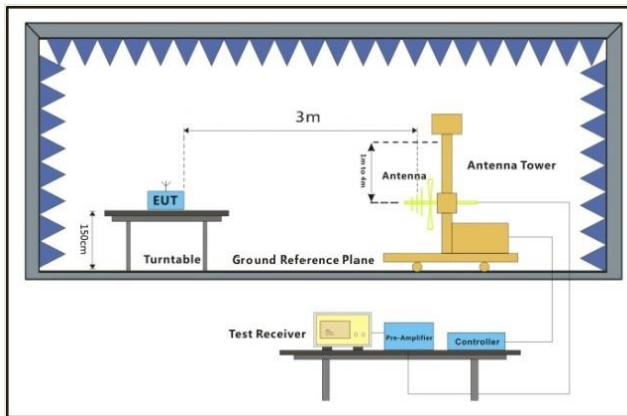 3m
1m to 4m
Antenna
Antenna Tower
EUT
150cm
Turntable
Ground Reference Plane
Test Receiver
Pre-Amplifier
Controller